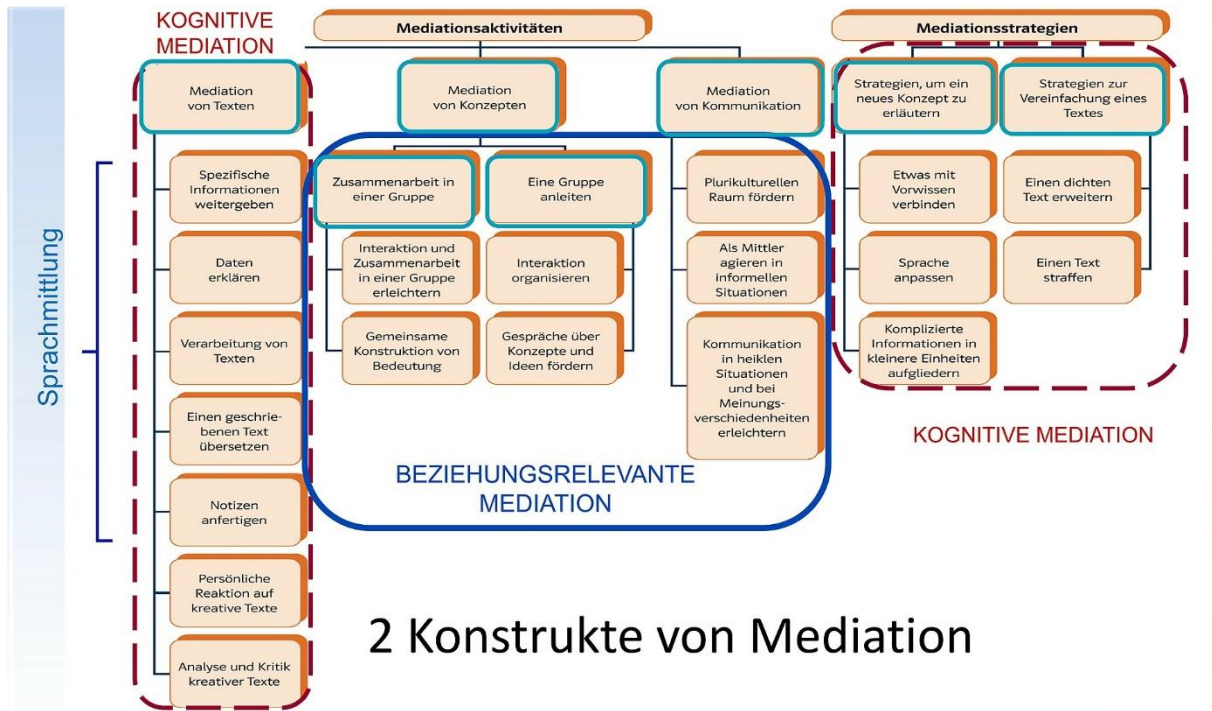 KOGNITIVE
MEDIATION
Mediationsaktivitäten
Mediationsstrategien
Mediation
von Texten
Mediation
von Konzepten
Mediation
von Kommunikation
Strategien, um ein
neues Konzept zu
erläutern
Strategien zur
Vereinfachung eines
Textes
Sprachmittlung
Spezifische
Informationen
weitergeben
Daten
erklären
Verarbeitung von
Texten
Einen geschrie-
benen Text
übersetzen
Notizen
anfertigen
Persönliche
Reaktion auf
kreative Texte
Analyse und Kritik
kreativer Texte
Zusammenarbeit in
einer Gruppe
Interaktion und
Zusammenarbeit
in einer Gruppe
erleichtern
Gemeinsame
Konstruktion von
Bedeutung
Eine Gruppe
anleiten
Interaktion
organisieren
Gespräche über
Konzepte und
Ideen fördern
Plurikulturellen
Raum fördern
Als Mittler
agieren in
informellen
Situationen
Kommunikation
in heiklen
Situationen
und bei
Meinungs-
verschiedenheiten
erleichtern
BEZIEHUNGSRELEVANTE
MEDIATION
Etwas mit
Vorwissen
verbinden
Sprache
anpassen
Komplizierte
Informationen in
kleinere Einheiten
aufgliedern
Einen dichten
Text erweitern
Einen Text
straffen
KOGNITIVE MEDIATION
2 Konstrukte von Mediation